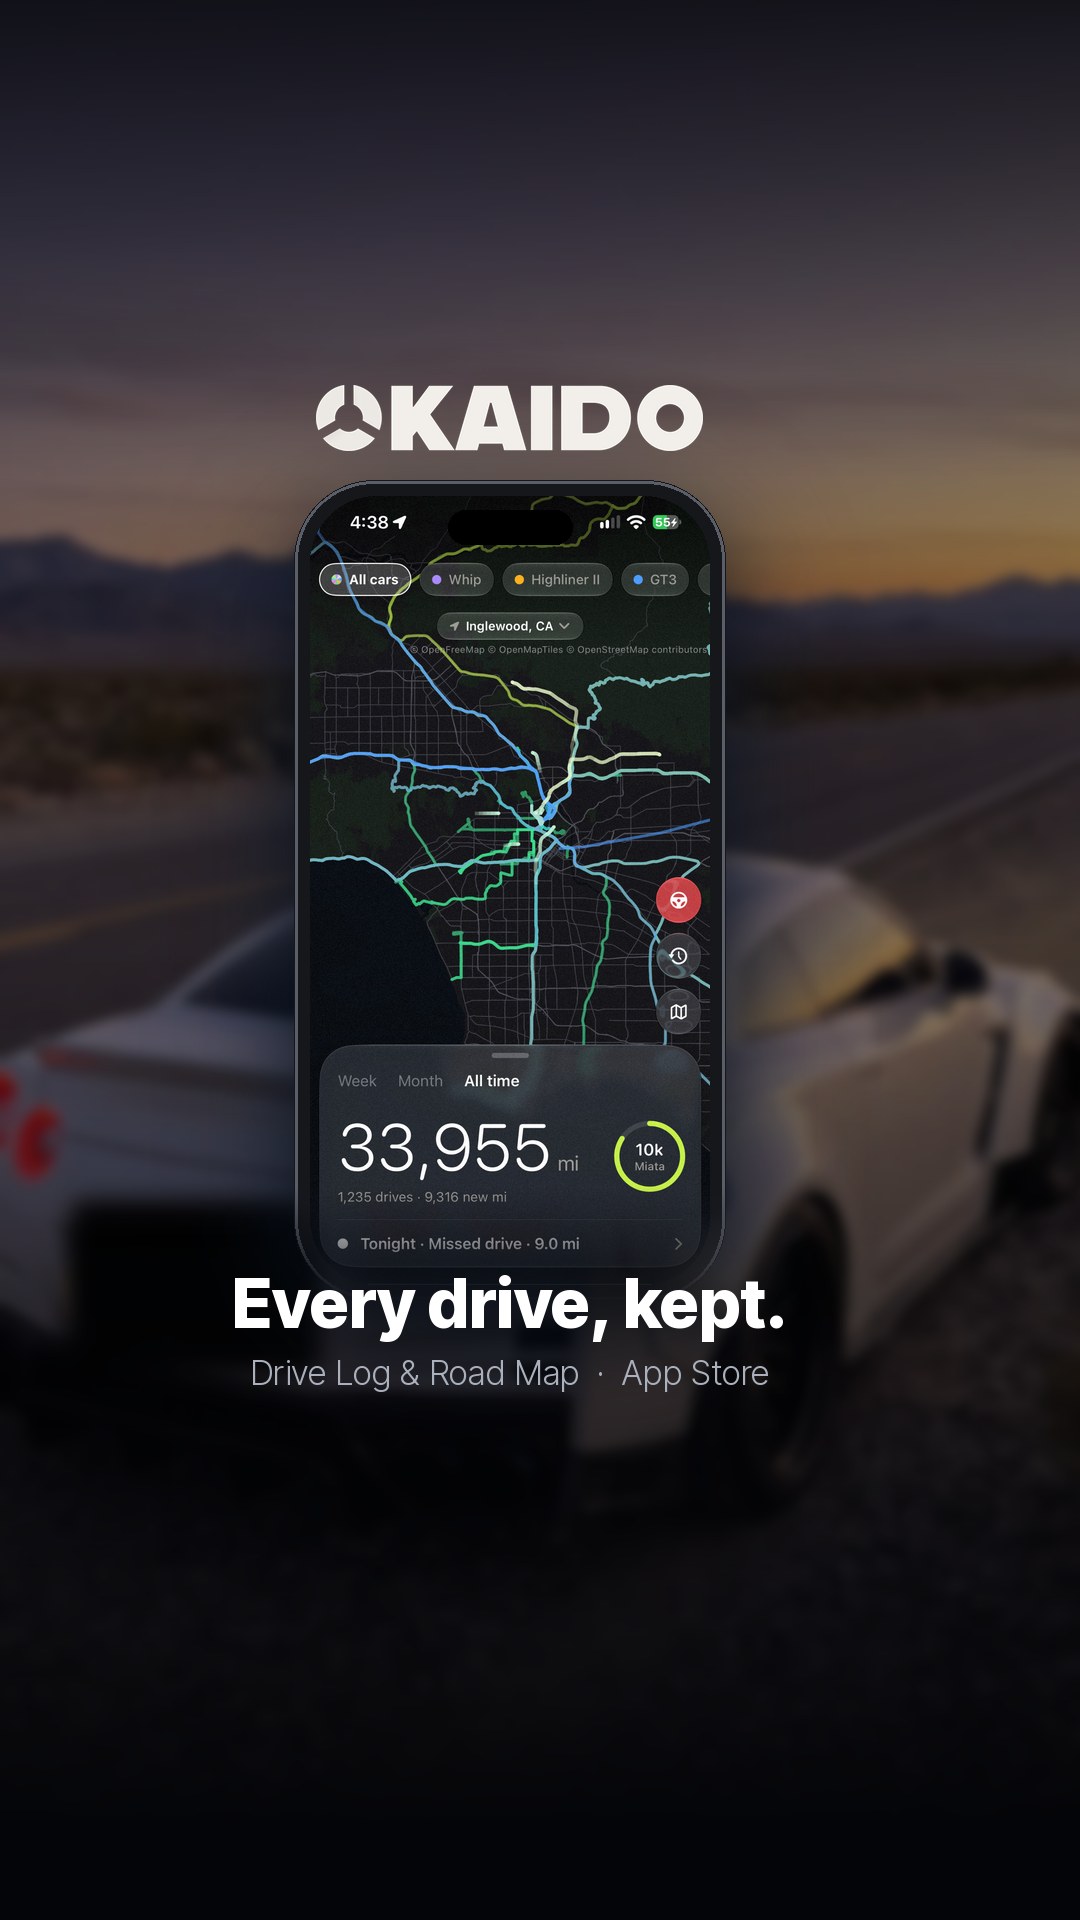 KAIDO
4:38
55
All cars
Whip
Highliner II
GT3
Inglewood, CA
© OpenFreeMap © OpenMapTiles © OpenStreetMap contributors
Week
Month
All time
33,955 mi
10k
Miata
1,235 drives · 9,316 new mi
Tonight · Missed drive · 9.0 mi
Every drive, kept.
Drive Log & Road Map · App Store